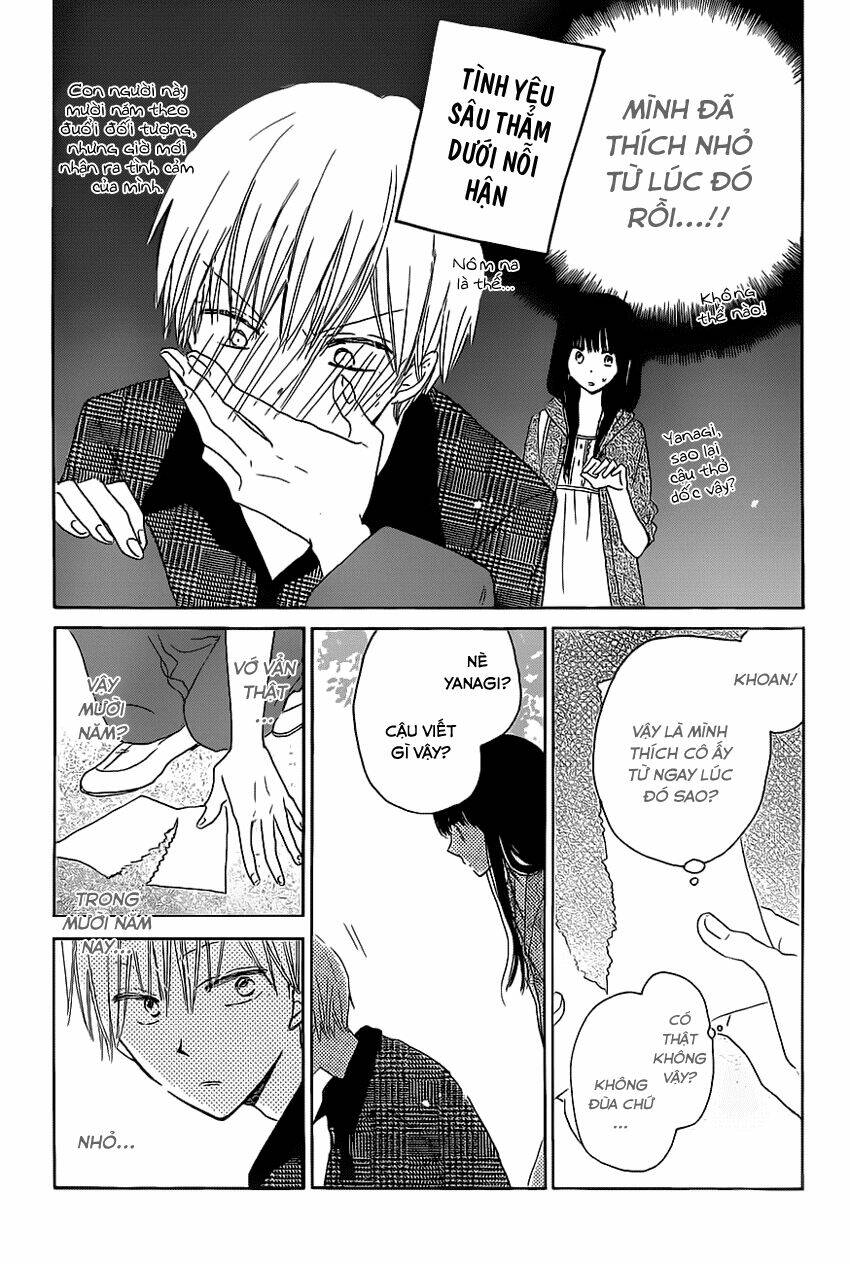 MÌNH ĐÃ
THÍCH NHỎ
TỪ LÚC ĐÓ
RỒI...!!
TÌNH YÊU
SÂU THẲM
DƯỚI NỖI
HẬN
Con người này
mười năm theo
đuổi đối tượng,
nhưng giờ mới
nhận ra tình cảm
của mình.
Nôm na
là thế...
Không
thể nào!
Yanagi,
sao lại
cậu thở
dốc vậy?
KHOAN!
VẬY LÀ MÌNH
THÍCH CÔ ẤY
TỪ NGAY LÚC
ĐÓ SAO?
CÓ
THẬT
KHÔNG
VẬY?
KHÔNG
ĐÙA CHỨ
...
NÈ
YANAGI?
CẬU VIẾT
GÌ VẬY?
VỚ VẨN
THẬT
...
VẬY
MƯỜI
NĂM?
TRONG
MƯỜI NĂM
NAY...
NHỎ...